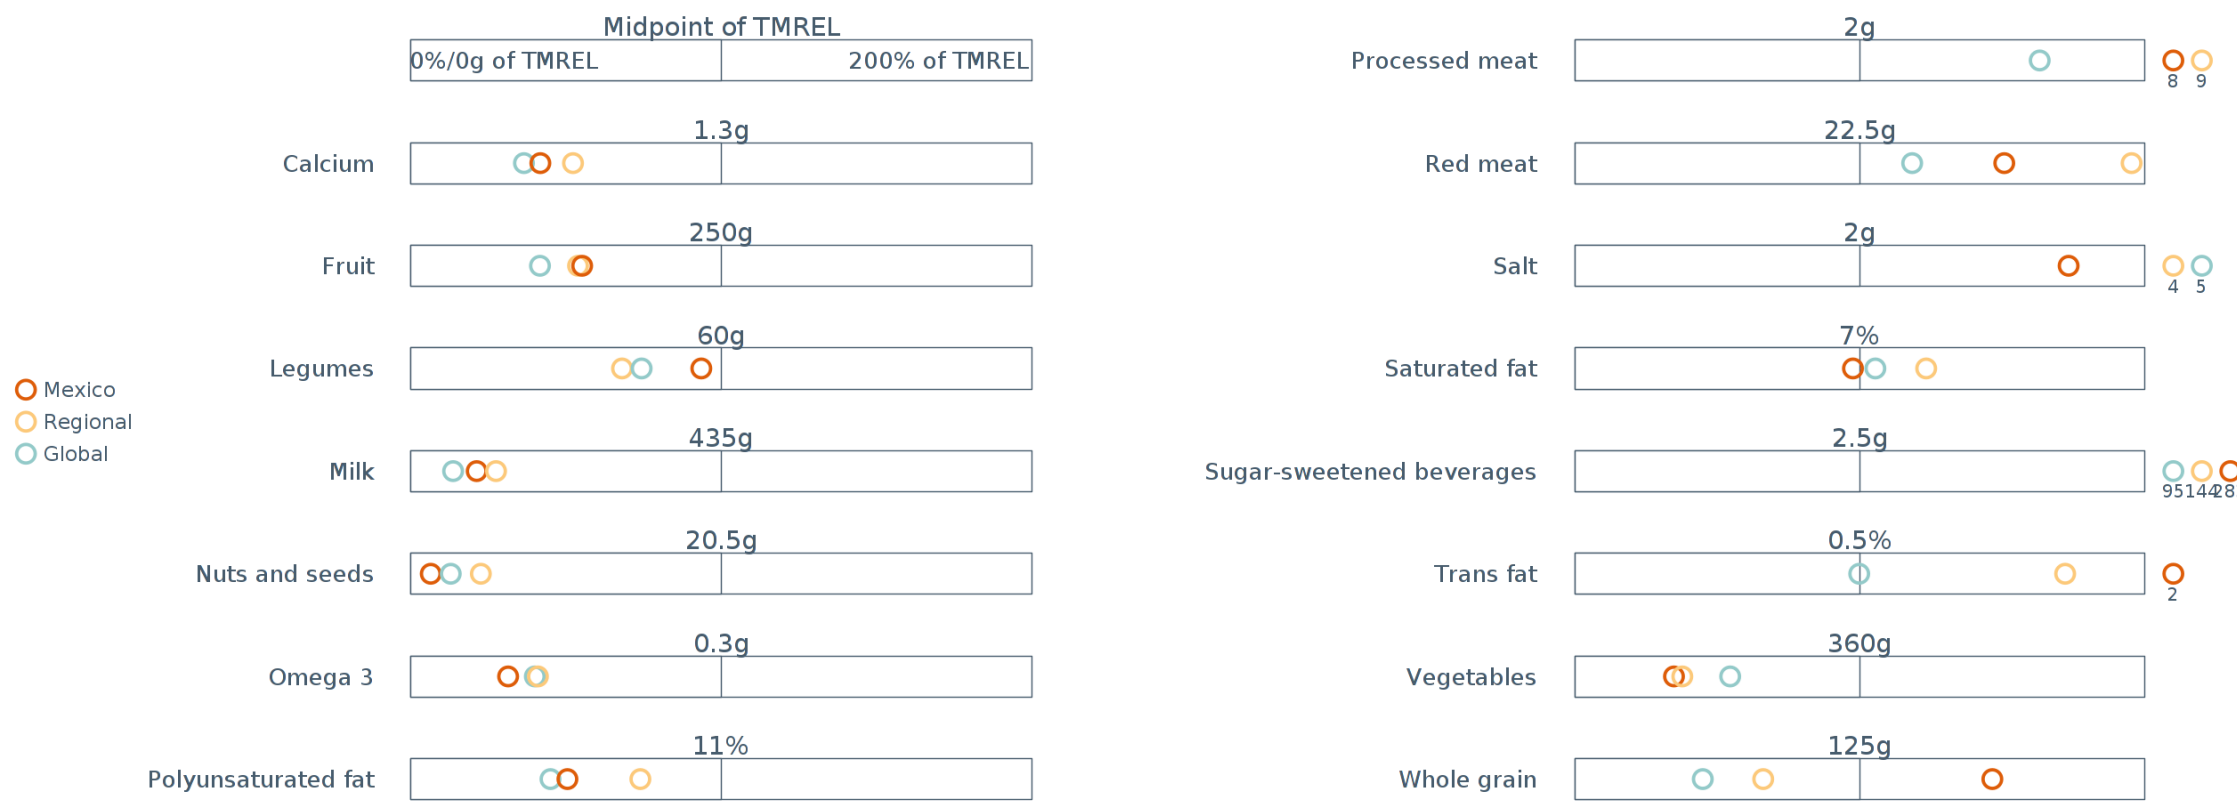 Midpoint of TMREL
0%/0g of TMREL
200% of TMREL
1.3g
Calcium
250g
Fruit
60g
Legumes
435g
Milk
20.5g
Nuts and seeds
0.3g
Omega 3
11%
Polyunsaturated fat
Mexico
Regional
Global
2g
Processed meat
8 9
22.5g
Red meat
2g
Salt
4 5
7%
Saturated fat
2.5g
Sugar-sweetened beverages
95 144
0.5%
Trans fat
2
360g
Vegetables
125g
Whole grain